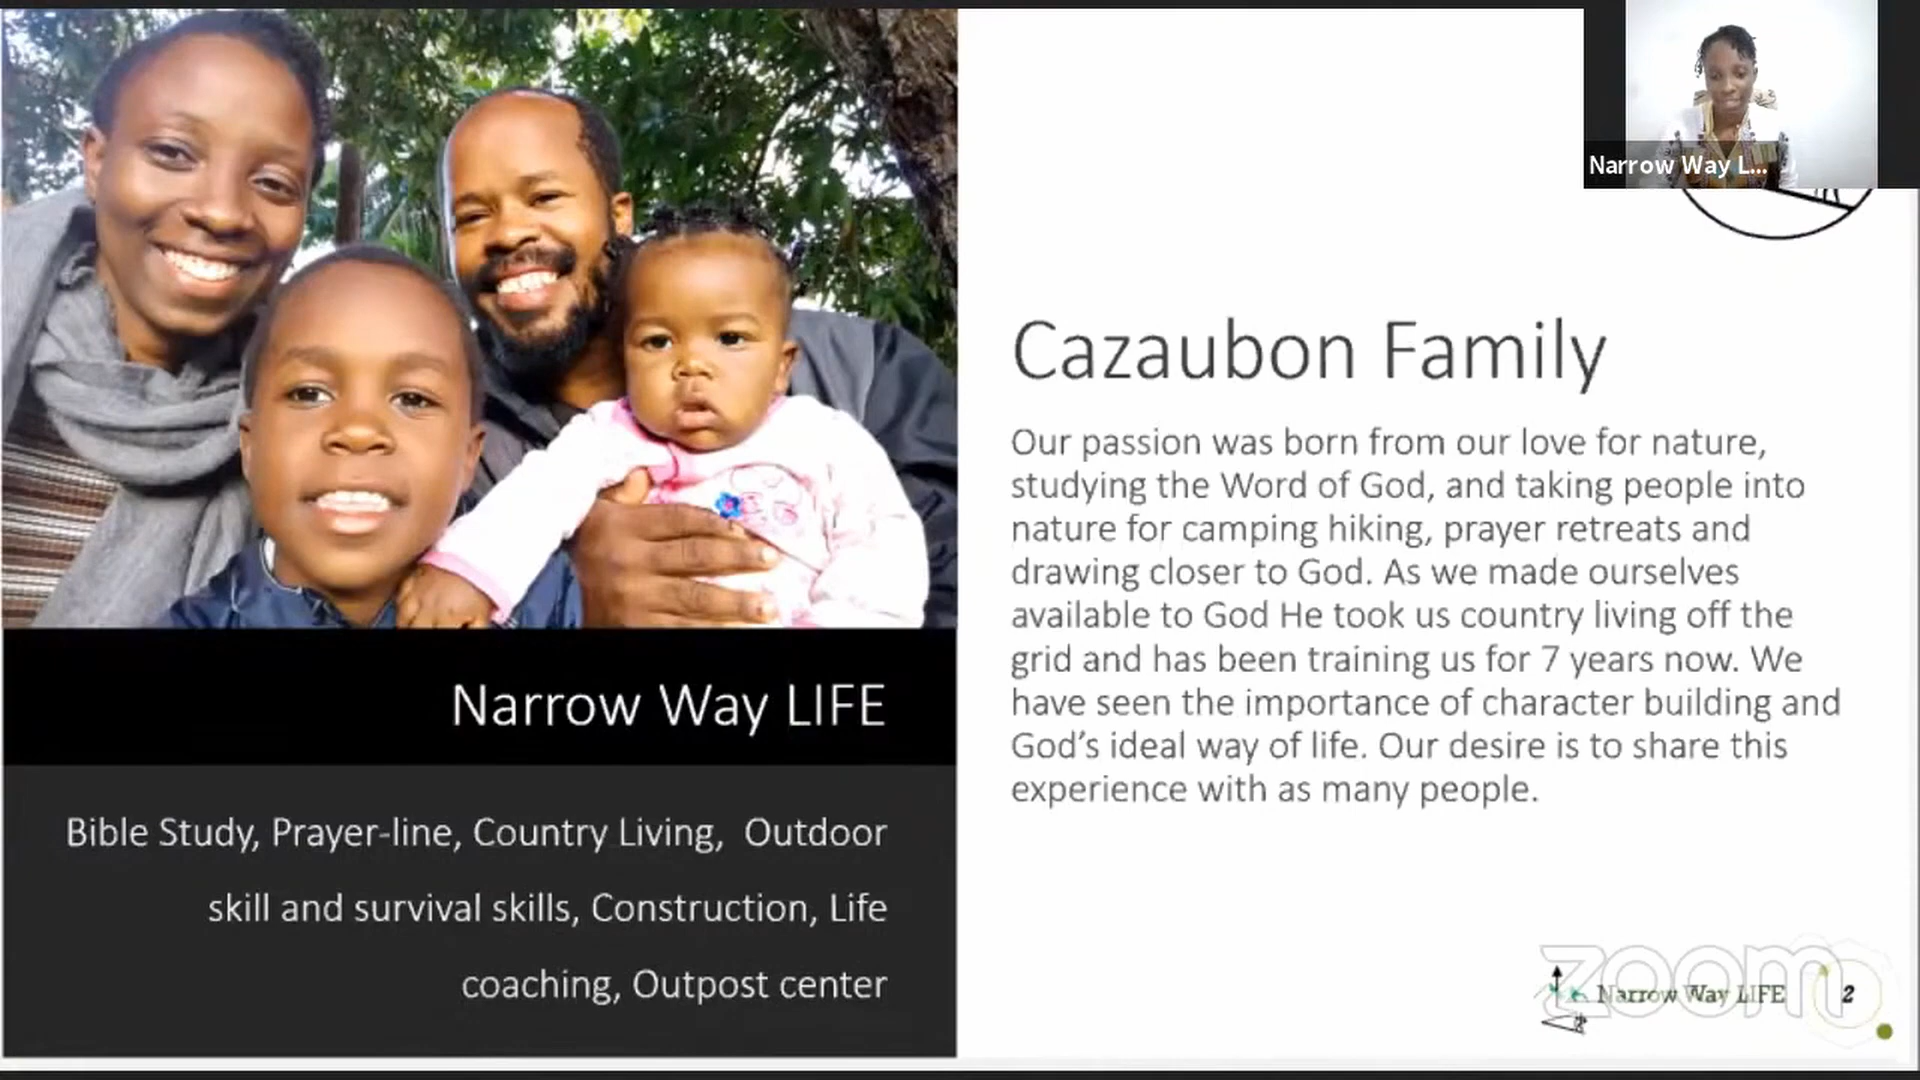 Narrow Way L...
Cazaubon Family
Our passion was born from our love for nature,
studying the Word of God, and taking people into
nature for camping hiking, prayer retreats and
drawing closer to God. As we made ourselves
available to God He took us country living off the
grid and has been training us for 7 years now. We
have seen the importance of character building and
God’s ideal way of life. Our desire is to share this
experience with as many people.
Narrow Way LIFE
Bible Study, Prayer-line, Country Living,  Outdoor
skill and survival skills, Construction, Life
coaching, Outpost center
zoom
Narrow Way LIFE
2